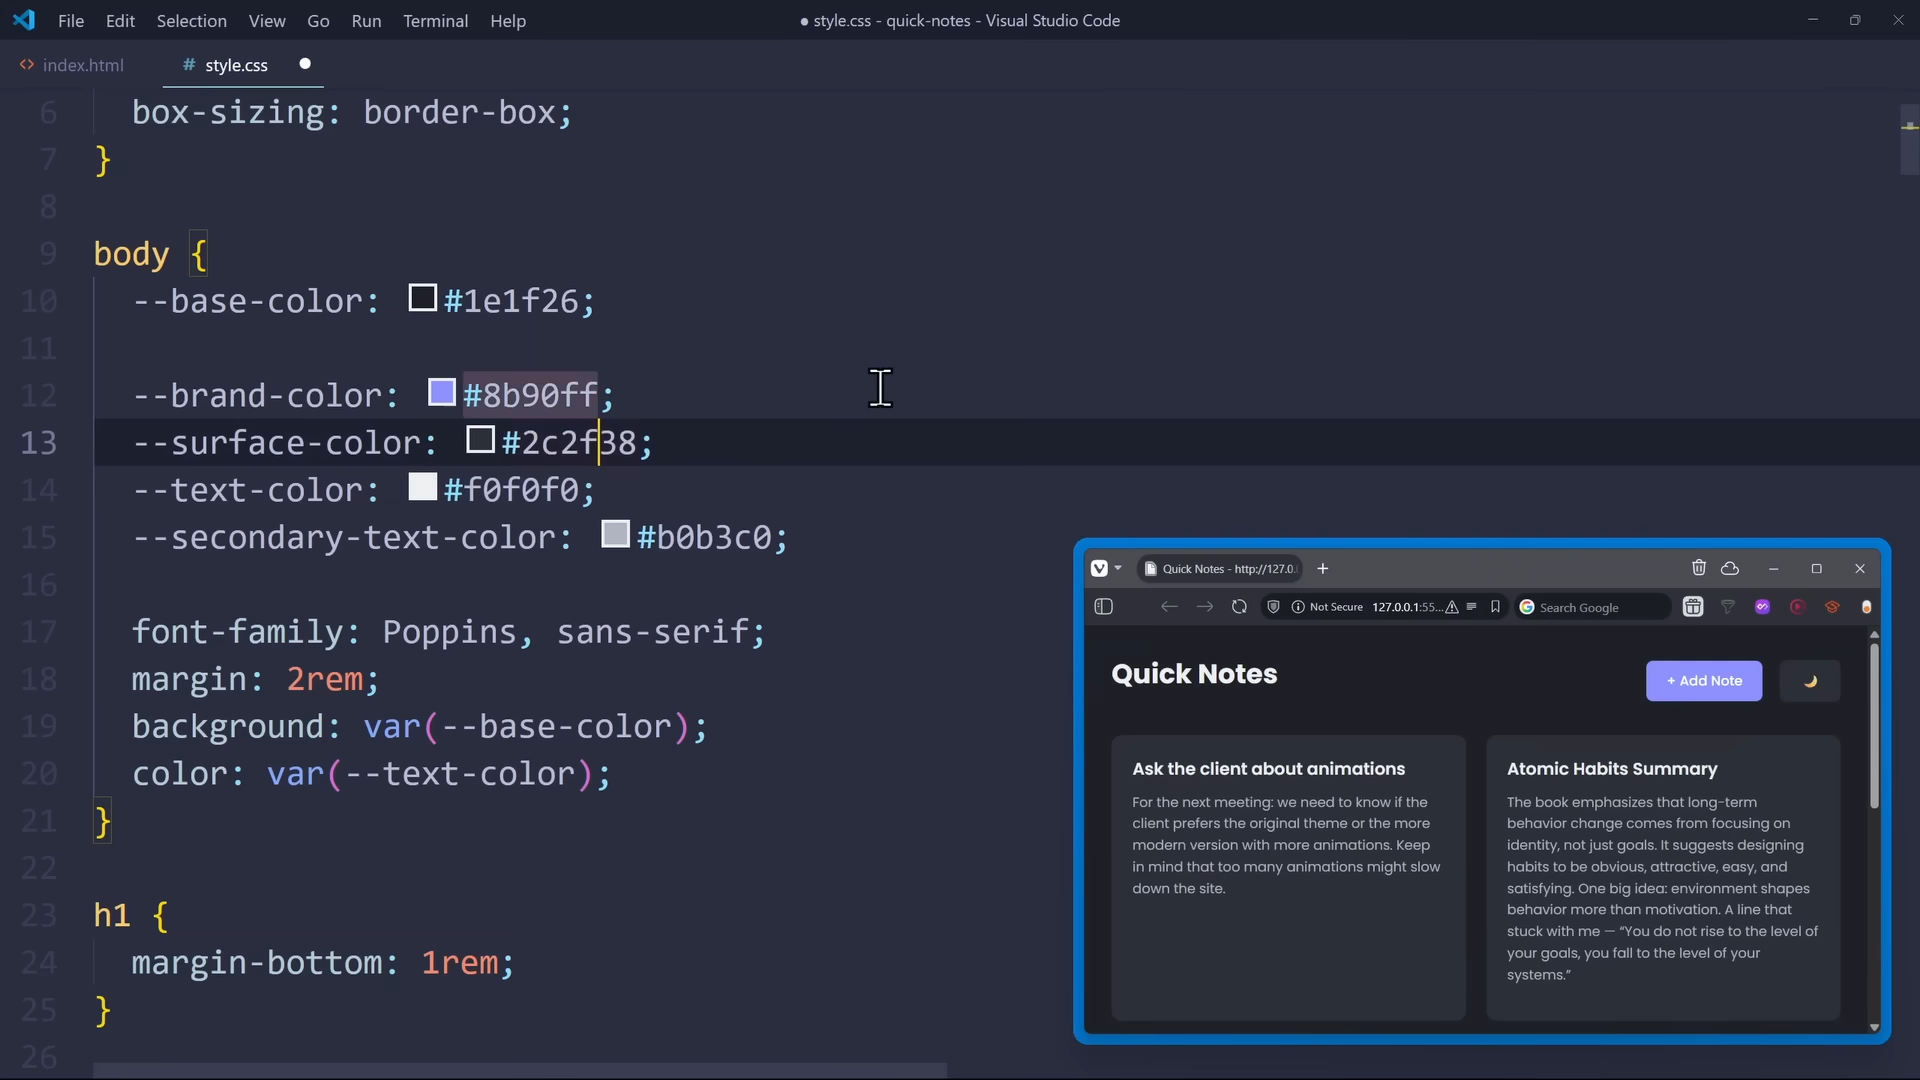 File Edit Selection View Go Run Terminal Help
● style.css - quick-notes - Visual Studio Code
index.html
# style.css
6 box-sizing: border-box;
7 }
8
9 body {
10 --base-color: #1e1f26;
11
12 --brand-color: #8b90ff;
13 --surface-color: #2c2f38;
14 --text-color: #f0f0f0;
15 --secondary-text-color: #b0b3c0;
16
17 font-family: Poppins, sans-serif;
18 margin: 2rem;
19 background: var(--base-color);
20 color: var(--text-color);
21 }
22
23 h1 {
24 margin-bottom: 1rem;
25 }
26
Quick Notes - http://127.0.
Not Secure 127.0.0.1:55...
Search Google
Quick Notes
+ Add Note
Ask the client about animations
For the next meeting: we need to know if the
client prefers the original theme or the more
modern version with more animations. Keep
in mind that too many animations might slow
down the site.
Atomic Habits Summary
The book emphasizes that long-term
behavior change comes from focusing on
identity, not just goals. It suggests designing
habits to be obvious, attractive, easy, and
satisfying. One big idea: environment shapes
behavior more than motivation. A line that
stuck with me — “You do not rise to the level of
your goals, you fall to the level of your
systems.”